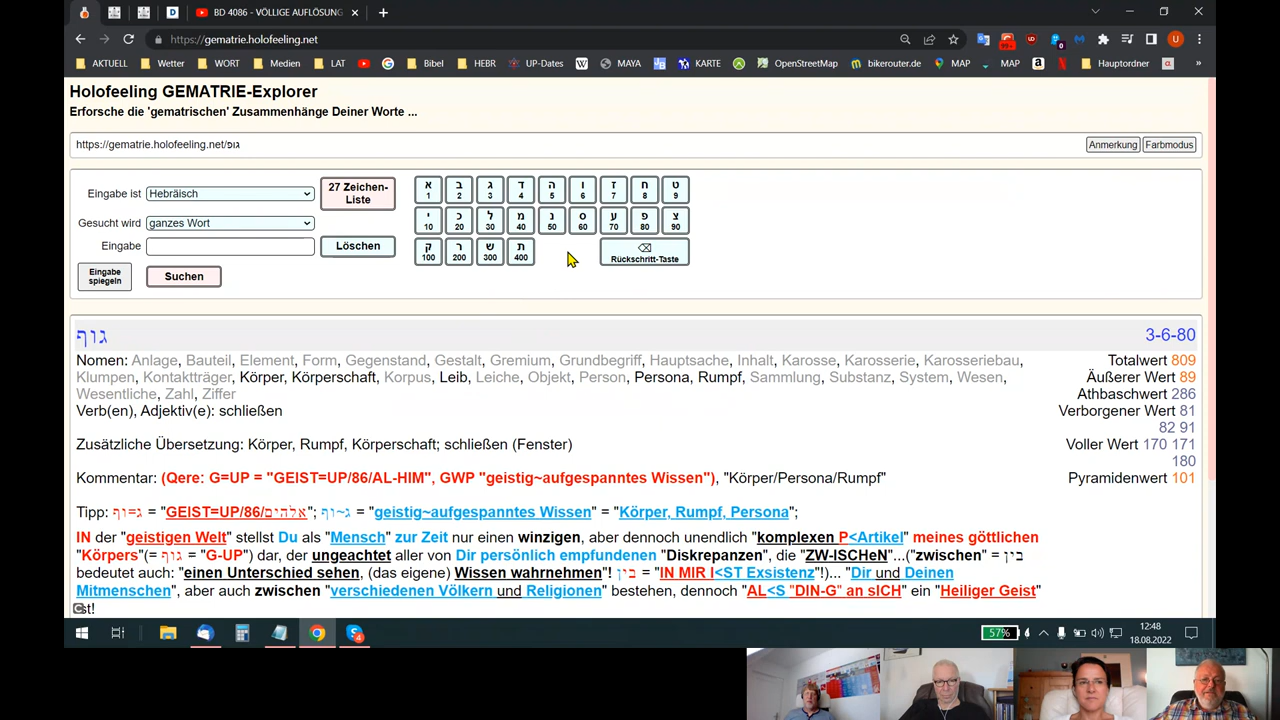 BD 4086 - VÖLLIGE AUFLÖSUNG
https://gematrie.holofeeling.net
AKTUELL Wetter WORT Medien LAT Bibel HEBR UP-Dates MAYA KARTE OpenStreetMap bikerouter.de MAP MAP Hauptordner »
Holofeeling GEMATRIE-Explorer
Erforsche die 'gematrischen' Zusammenhänge Deiner Worte ...
https://gematrie.holofeeling.net/גופ
Anmerkung Farbmodus
Eingabe ist Hebräisch
27 Zeichen-Liste
Gesucht wird ganzes Wort
Eingabe
Löschen
Eingabe spiegeln
Suchen
א ב ג ד ה ו ז ח ט
1 2 3 4 5 6 7 8 9
י כ ל מ נ ס ע פ צ
10 20 30 40 50 60 70 80 90
ק ר ש ת
100 200 300 400
⌫ Rückschritt-Taste
גוף 3-6-80
Nomen: Anlage, Bauteil, Element, Form, Gegenstand, Gestalt, Gremium, Grundbegriff, Hauptsache, Inhalt, Karosse, Karosserie, Karosseriebau,
Klumpen, Kontaktträger, Körper, Körperschaft, Korpus, Leib, Leiche, Objekt, Person, Persona, Rumpf, Sammlung, Substanz, System, Wesen,
Wesentliche, Zahl, Ziffer
Verb(en), Adjektiv(e): schließen
Zusätzliche Übersetzung: Körper, Rumpf, Körperschaft; schließen (Fenster)
Kommentar: (Qere: G=UP = "GEIST=UP/86/AL-HIM", GWP "geistig~aufgespanntes Wissen"), "Körper/Persona/Rumpf"
Totalwert 809
Äußerer Wert 89
Athbaschwert 286
Verborgener Wert 81
82 91
Voller Wert 170 171
180
Pyramidenwert 101
Tipp: ג=וף = "GEIST=UP/86/אלהים"; ג~וף = "geistig~aufgespanntes Wissen" = "Körper, Rumpf, Persona";
IN der "geistigen Welt" stellst Du als "Mensch" zur Zeit nur einen winzigen, aber dennoch unendlich "komplexen P<Artikel" meines göttlichen
"Körpers"(= גוף = "G-UP") dar, der ungeachtet aller von Dir persönlich empfundenen "Diskrepanzen", die "ZW-ISCHeN"...("zwischen" = בין
bedeutet auch: "einen Unterschied sehen, (das eigene) Wissen wahrnehmen"! בין = "IN MIR I<ST Exsistenz"!)... "Dir und Deinen
Mitmenschen", aber auch zwischen "verschiedenen Völkern und Religionen" bestehen, dennoch "AL<S "DIN-G" an sICH" ein "Heiliger Geist"
st!
57%
12:48
18.08.2022